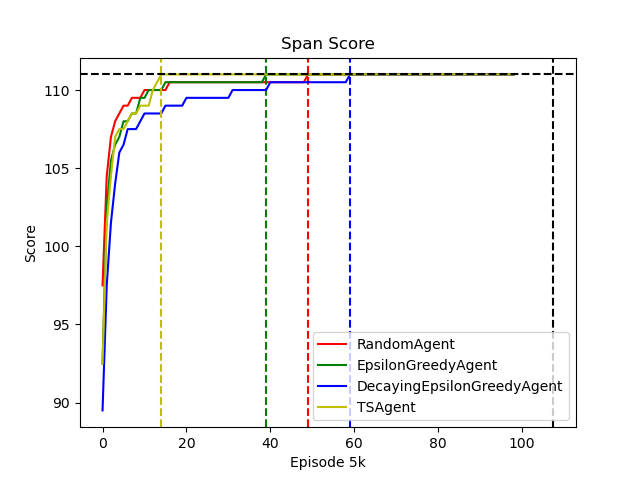 Span Score
Score
110
105
100
95
90
0 20 40 60 80 100
Episode 5k
RandomAgent
EpsilonGreedyAgent
DecayingEpsilonGreedyAgent
TSAgent